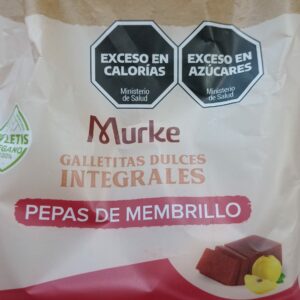 EXCESO EN
CALORÍAS
Ministerio
de Salud
EXCESO EN
AZÚCARES
Ministerio
de Salud
Murke
GALLETITAS DULCES
INTEGRALES
PEPAS DE MEMBRILLO